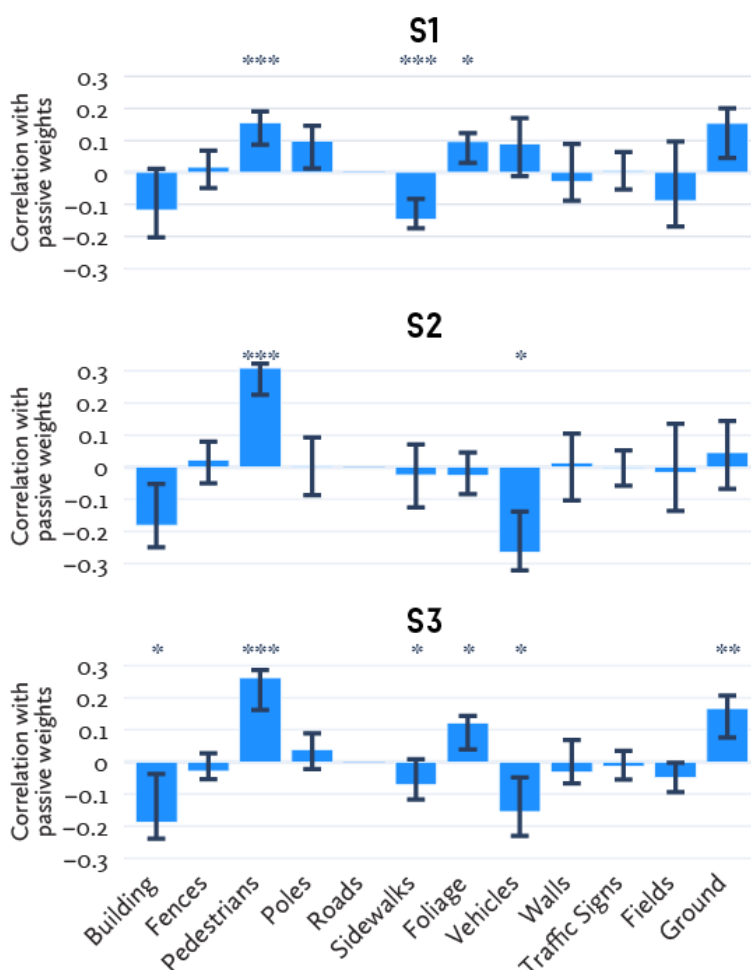 S1
*** *** *
Correlation with
passive weights
0.3
0.2
0.1
0
−0.1
−0.2
−0.3
S2
*** *
Correlation with
passive weights
0.3
0.2
0.1
0
−0.1
−0.2
−0.3
S3
* *** * * * **
Correlation with
passive weights
0.3
0.2
0.1
0
−0.1
−0.2
−0.3
Building
Fences
Pedestrians
Poles
Roads
Sidewalks
Foliage
Vehicles
Walls
Traffic Signs
Fields
Ground